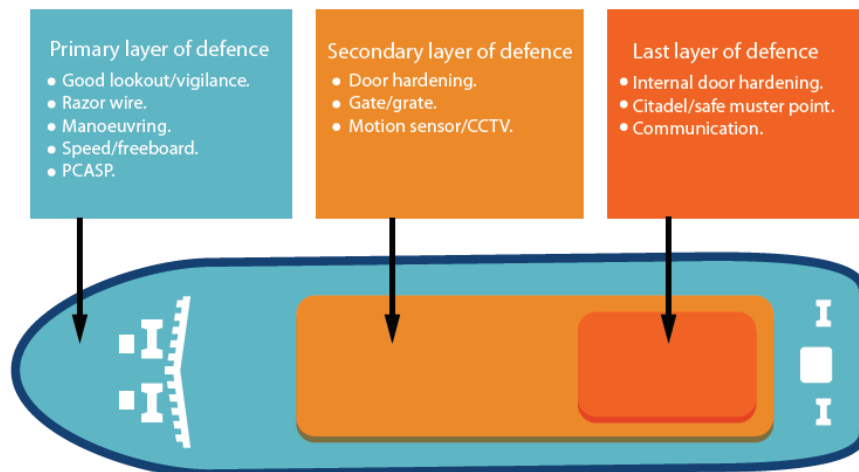 Primary layer of defence
● Good lookout/vigilance.
● Razor wire.
● Manoeuvring.
● Speed/freeboard.
● PCASP.
Secondary layer of defence
● Door hardening.
● Gate/grate.
● Motion sensor/CCTV.
Last layer of defence
● Internal door hardening.
● Citadel/safe muster point.
● Communication.